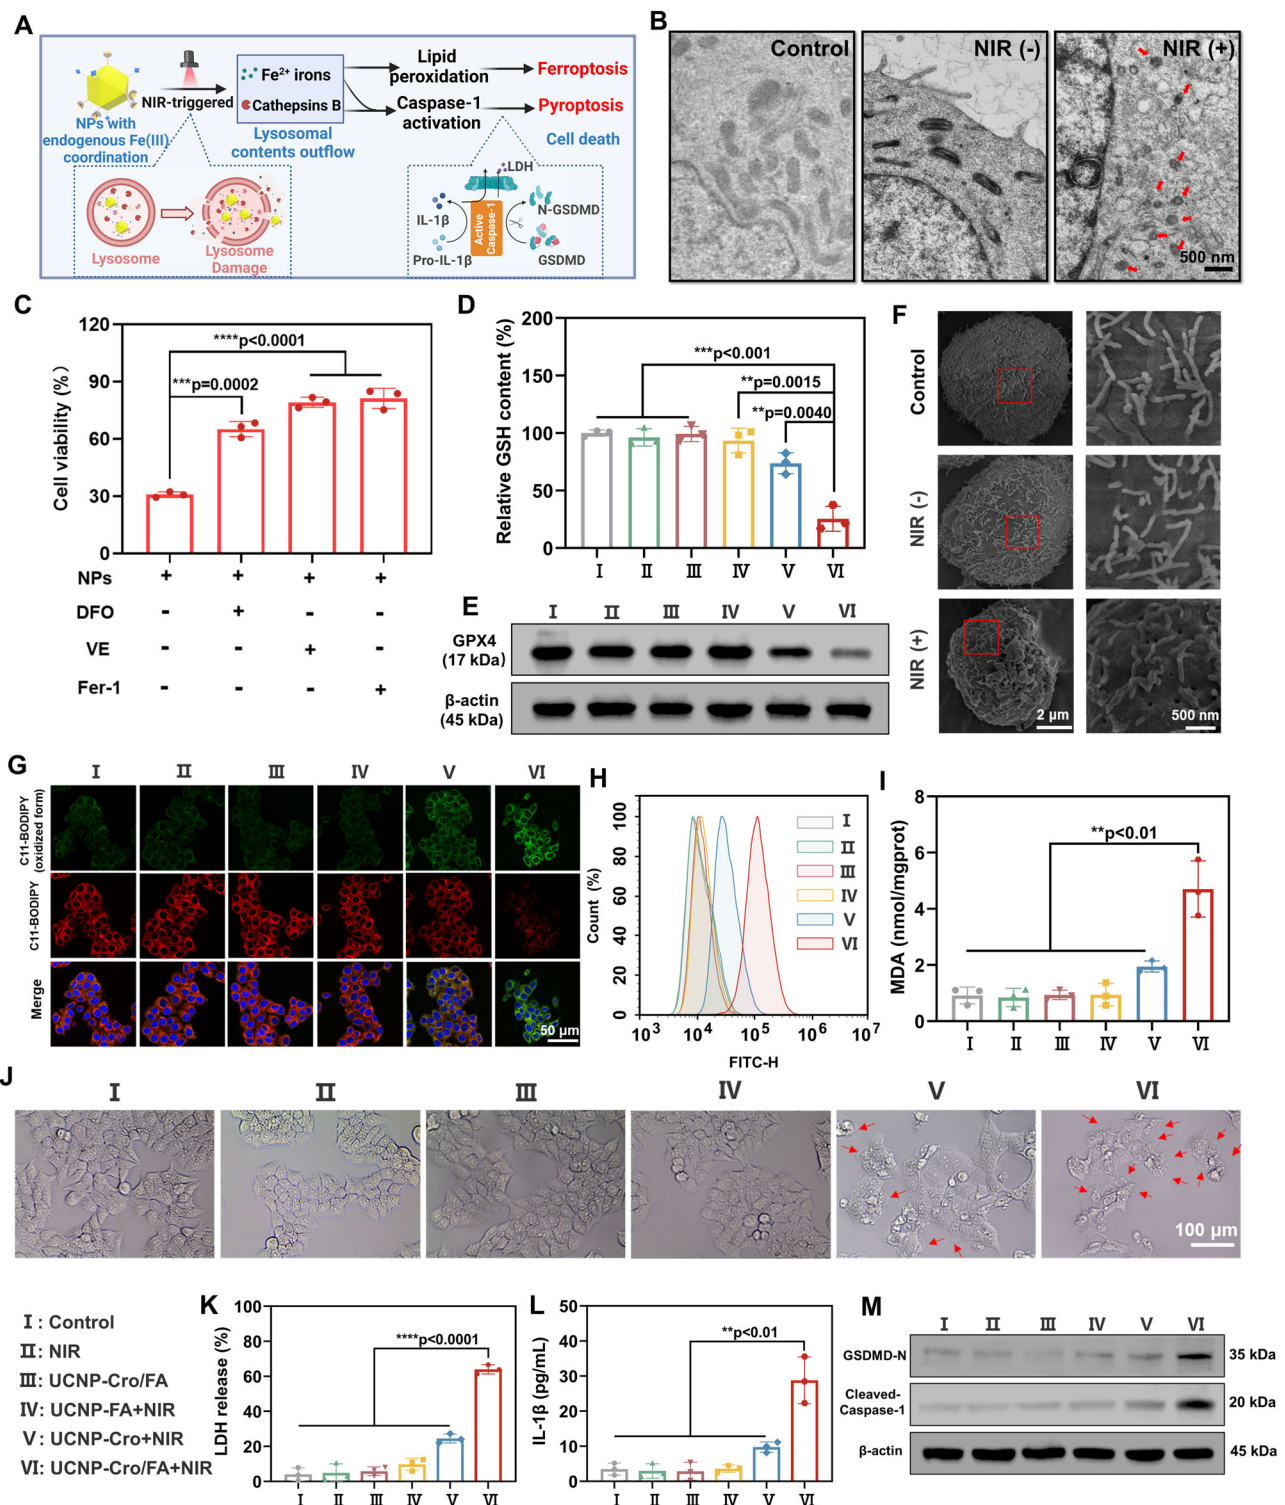 A
NPs with
endogenous Fe(III)
coordination
NIR-triggered
Fe²⁺ irons
Cathepsins B
Lysosomal
contents outflow
Lipid
peroxidation
Ferroptosis
Caspase-1
activation
Pyroptosis
Cell death
Lysosome
Lysosome
Damage
LDH
IL-1β
Pro-IL-1β
Active
Caspase-1
N-GSDMD
GSDMD
B
Control
NIR (-)
NIR (+)
500 nm
C
Cell viability (%)
120
90
60
30
0
****p<0.0001
***p=0.0002
NPs + + + +
DFO - + - -
VE - - + -
Fer-1 - - - +
D
Relative GSH content (%)
200
150
100
50
0
***p<0.001
**p=0.0015
**p=0.0040
I II III IV V VI
E
I II III IV V VI
GPX4
(17 kDa)
β-actin
(45 kDa)
F
Control
NIR (-)
NIR (+)
2 μm
500 nm
G
I II III IV V VI
C11-BODIPY
(oxidized form)
C11-BODIPY
Merge
50 μm
H
Count (%)
100
80
60
40
20
0
10³ 10⁴ 10⁵ 10⁶ 10⁷
FITC-H
I
II
III
IV
V
VI
I
MDA (nmol/mgprot)
8
6
4
2
0
**p<0.01
I II III IV V VI
J
I II III IV V VI
100 μm
I : Control
II: NIR
III: UCNP-Cro/FA
IV: UCNP-FA+NIR
V: UCNP-Cro+NIR
VI: UCNP-Cro/FA+NIR
K
LDH release (%)
100
80
60
40
20
0
****p<0.0001
I II III IV V VI
L
IL-1β (pg/mL)
50
40
30
20
10
0
**p<0.01
I II III IV V VI
M
I II III IV V VI
GSDMD-N
35 kDa
Cleaved-
Caspase-1
20 kDa
β-actin
45 kDa